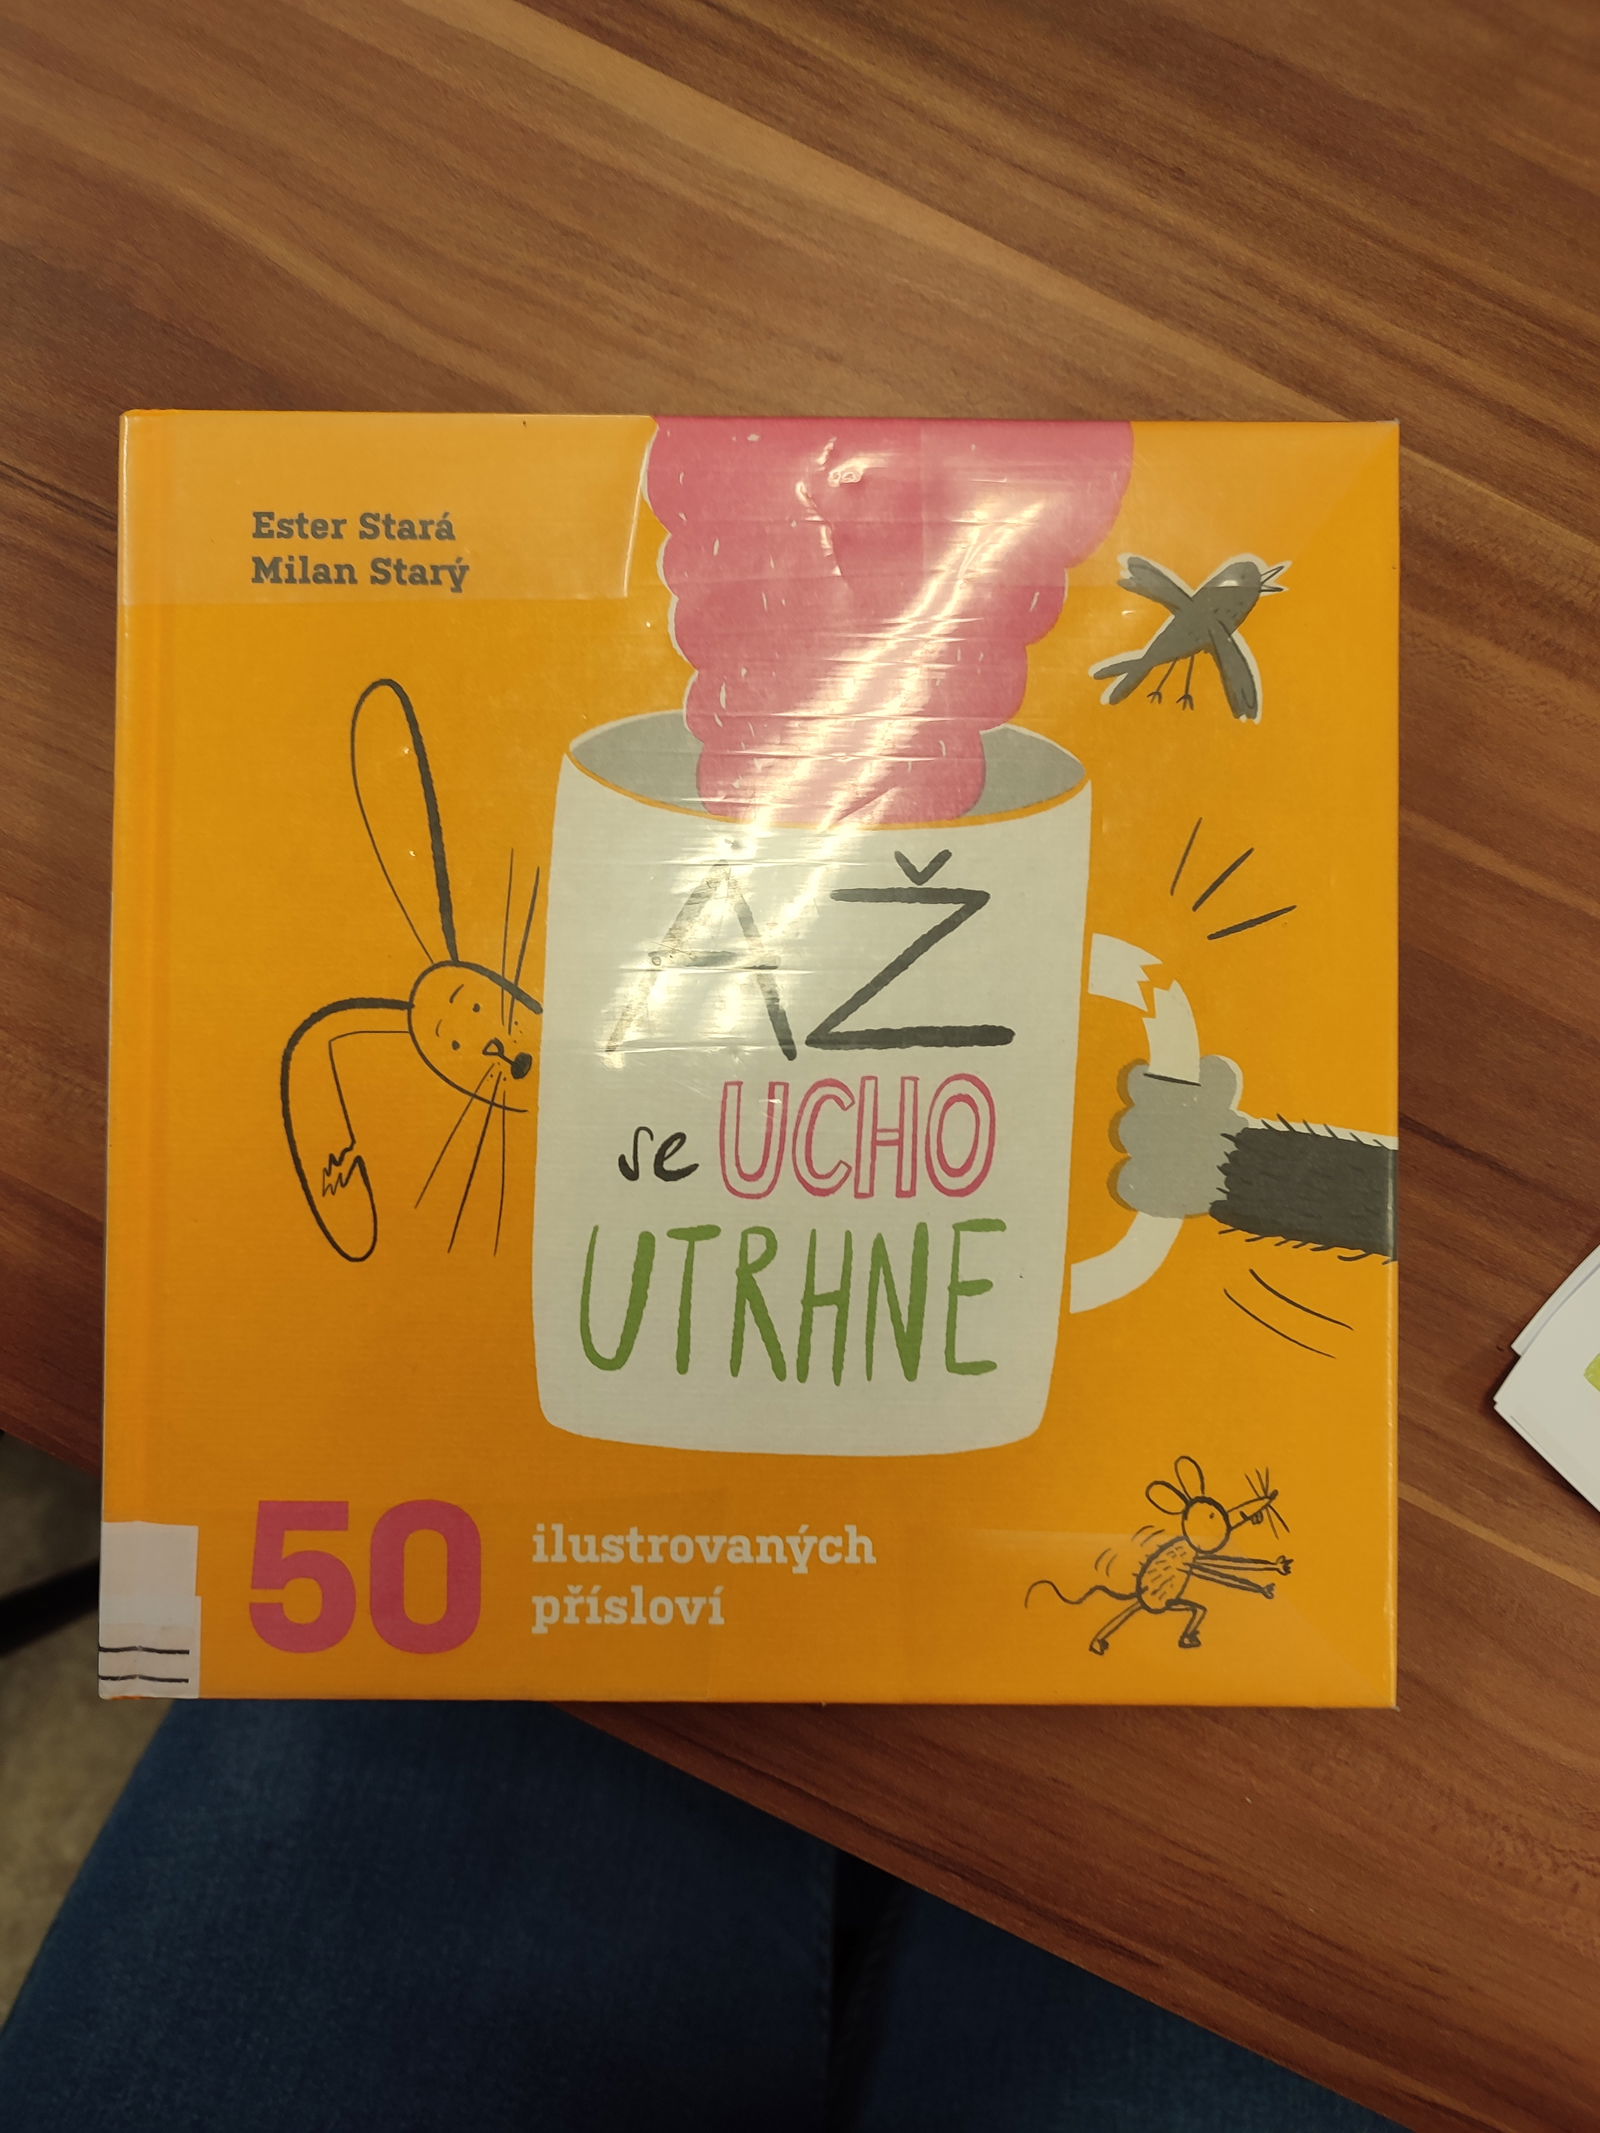 Ester Stará
Milan Starý
AŽ
se UCHO
UTRHNE
50 ilustrovaných
přísloví